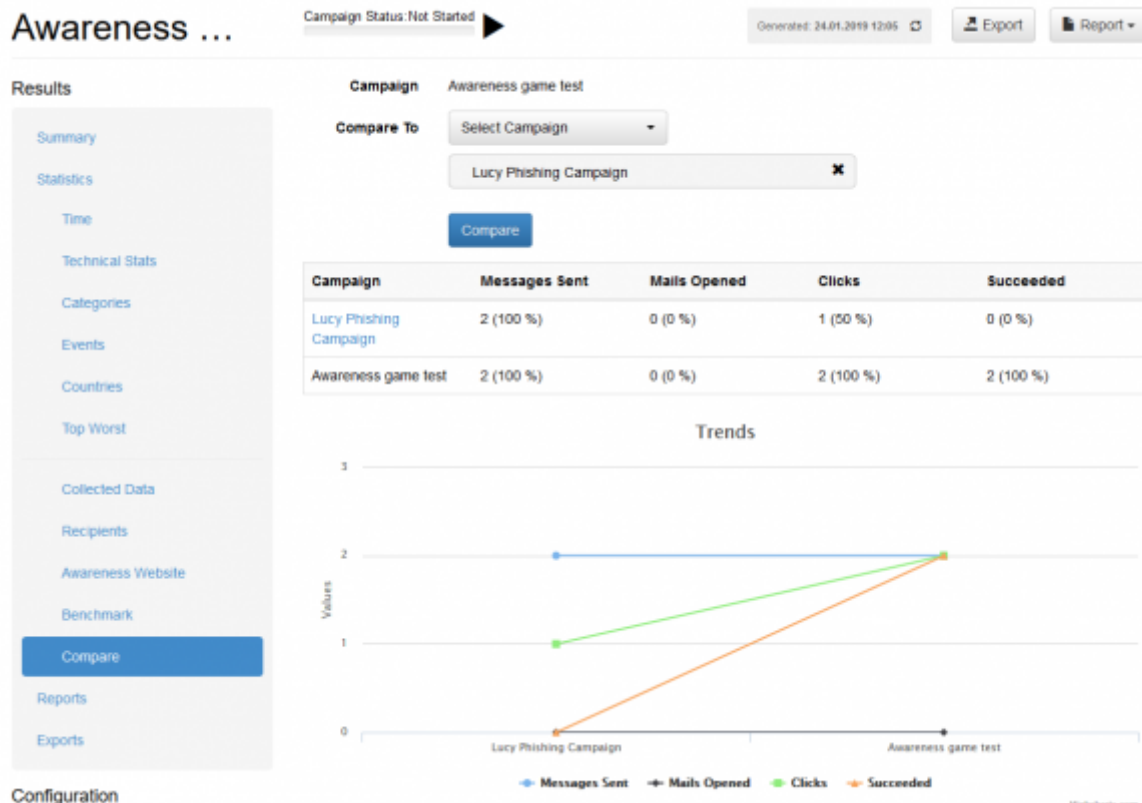 Awareness ...
Campaign Status:Not Started
Generated: 24.01.2019 12:05
Export
Report
Results
Summary
Statistics
Time
Technical Stats
Categories
Events
Countries
Top Worst
Collected Data
Recipients
Awareness Website
Benchmark
Compare
Reports
Exports
Configuration
Campaign Awareness game test
Compare To Select Campaign
Lucy Phishing Campaign
Compare
Campaign Messages Sent Mails Opened Clicks Succeeded
Lucy Phishing 2 (100 %) 0 (0 %) 1 (50 %) 0 (0 %)
Campaign
Awareness game test 2 (100 %) 0 (0 %) 2 (100 %) 2 (100 %)
Trends
3
2
1
0
Values
Lucy Phishing Campaign Awareness game test
Messages Sent Mails Opened Clicks Succeeded